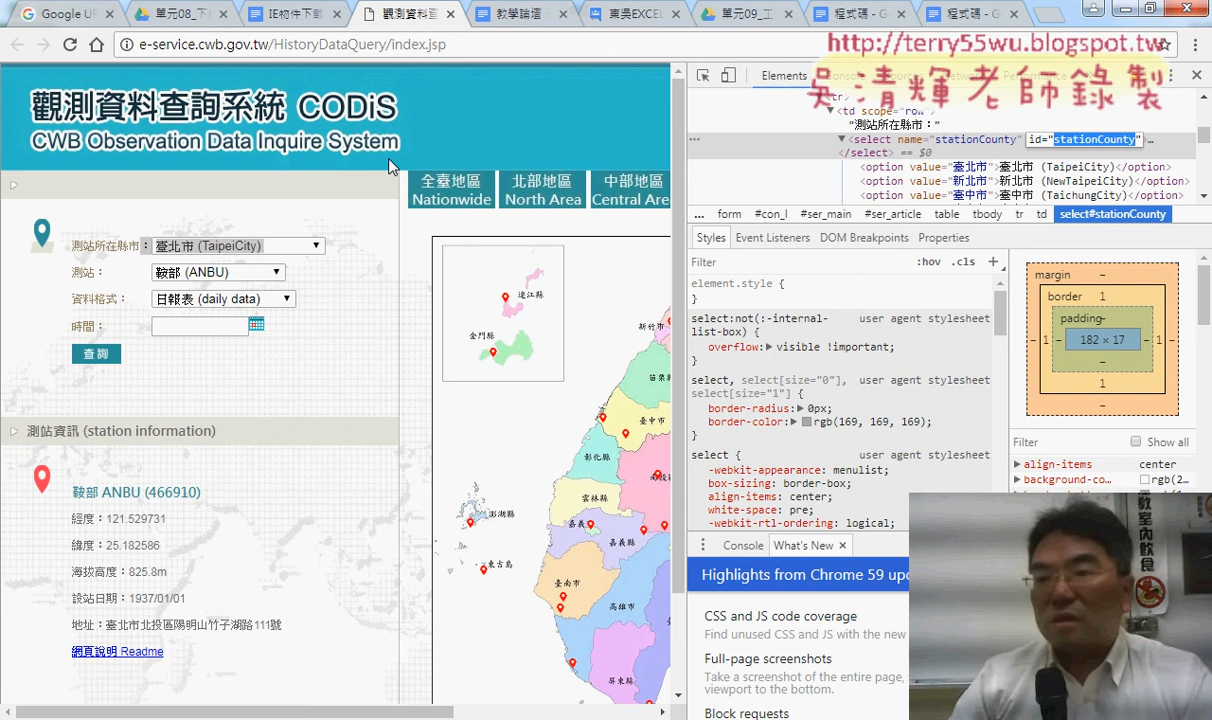 Google U
單元08_下
IE物件下載
觀測資料查
教學論壇
東吳EXCEL
單元09_工
程式碼 - G
程式碼 - G
e-service.cwb.gov.tw/HistoryDataQuery/index.jsp
http://terry55wu.blogspot.tw
吳清輝老師錄製
觀測資料查詢系統 CODiS
CWB Observation Data Inquire System
全臺地區
Nationwide
北部地區
North Area
中部地區
Central Are
測站所在縣市：
臺北市 (TaipeiCity)
測站：
鞍部 (ANBU)
資料格式：
日報表 (daily data)
時間：
查 詢
測站資訊 (station information)
鞍部 ANBU (466910)
經度：121.529731
緯度：25.182586
海拔高度：825.8m
設站日期：1937/01/01
地址：臺北市北投區陽明山竹子湖路111號
網頁說明 Readme
連江縣
金門縣
新竹市
苗栗縣
臺中市
彰化縣
雲林縣
澎湖縣
嘉義
嘉義縣
東吉島
臺南市
高雄市
屏東縣
Elements
<td scope="row">
"測站所在縣市："
<select name="stationCounty" id="stationCounty"…
</select> == $0
<option value="臺北市">臺北市 (TaipeiCity)</option>
<option value="新北市">新北市 (NewTaipeiCity)</option>
<option value="臺中市">臺中市 (TaichungCity)</option>
... form #con_l #ser_main #ser_article table tbody tr td select#stationCounty
Styles Event Listeners DOM Breakpoints Properties
Filter :hov .cls +
element.style {
}
select:not(:-internal-list-box) { user agent stylesheet
overflow: visible !important;
}
select, select[size="0"], user agent stylesheet
select[size="1"] {
border-radius: 0px;
border-color: rgb(169, 169, 169);
}
select { user agent stylesheet
-webkit-appearance: menulist;
box-sizing: border-box;
align-items: center;
white-space: pre;
-webkit-rtl-ordering: logical;
margin
border 1
padding
1 182 × 17 1
1
Filter Show all
align-items center
background-co… rgb(2…
Console What's New
Highlights from Chrome 59 upd
CSS and JS code coverage
Find unused CSS and JS with the new
Full-page screenshots
Take a screenshot of the entire page,
viewport to the bottom.
Block requests
教室內飲食